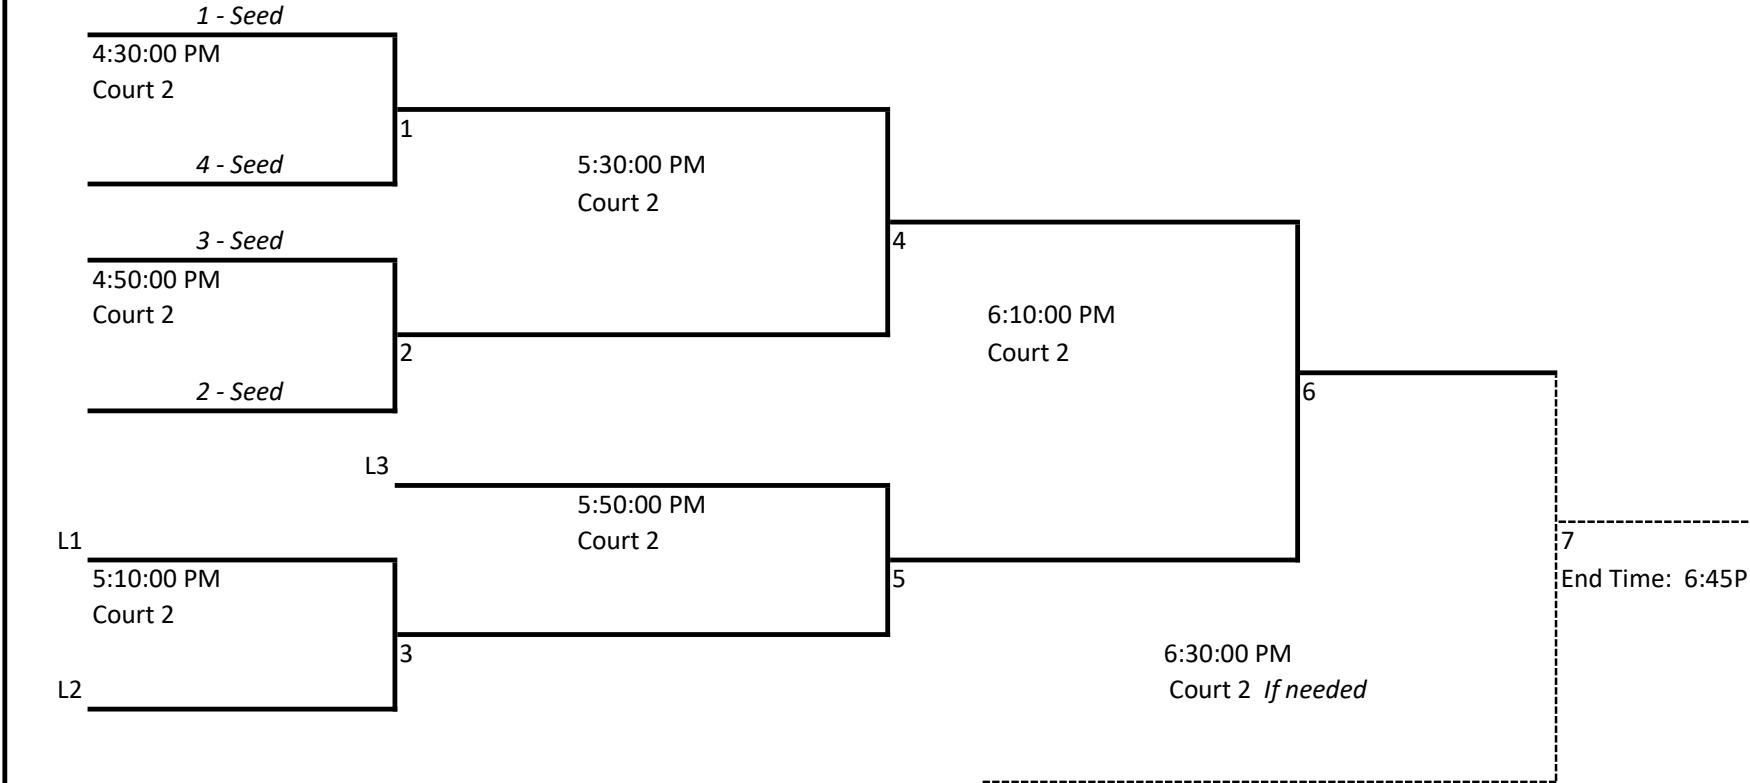 1 - Seed
4:30:00 PM
Court 2
1
4 - Seed
5:30:00 PM
Court 2
3 - Seed
4
4:50:00 PM
Court 2
6:10:00 PM
2
Court 2
2 - Seed
6
L3
5:50:00 PM
Court 2
L1
7
5:10:00 PM
5
End Time:  6:45P
Court 2
3
6:30:00 PM
L2
Court 2  If needed